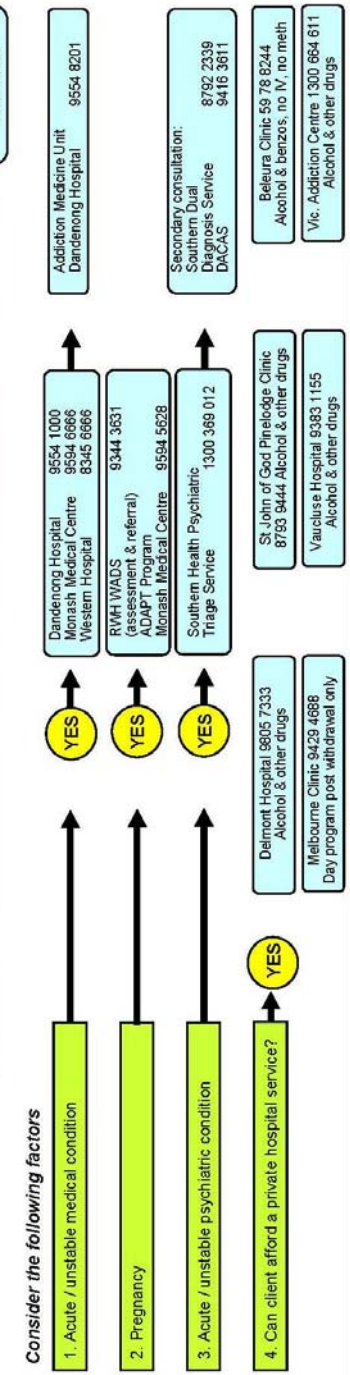 Consider the following factors
1. Acute / unstable medical condition
YES
Dandenong Hospital 9554 1000
Monash Medical Centre 9594 6666
Western Hospital 8345 6666
Addiction Medicine Unit
Dandenong Hospital 9554 8201
2. Pregnancy
YES
RWH WADS 9344 3631
(assessment & referral)
ADAPT Program
Monash Medical Centre 9594 5628
3. Acute / unstable psychiatric condition
YES
Southern Health Psychiatric
Triage Service 1300 369 012
Secondary consultation:
Southern Dual
Diagnosis Service 8792 2339
DACAS 9416 3611
4. Can client afford a private hospital service?
YES
Delmont Hospital 9805 7333
Alcohol & other drugs
St John of God Pinelodge Clinic
8793 9444 Alcohol & other drugs
Beleura Clinic 59 78 8244
Alcohol & benzos, no IV, no meth
Melbourne Clinic 9429 4688
Day program post withdrawal only
Vaucluse Hospital 9383 1155
Alcohol & other drugs
Vic. Addiction Centre 1300 664 611
Alcohol & other drugs